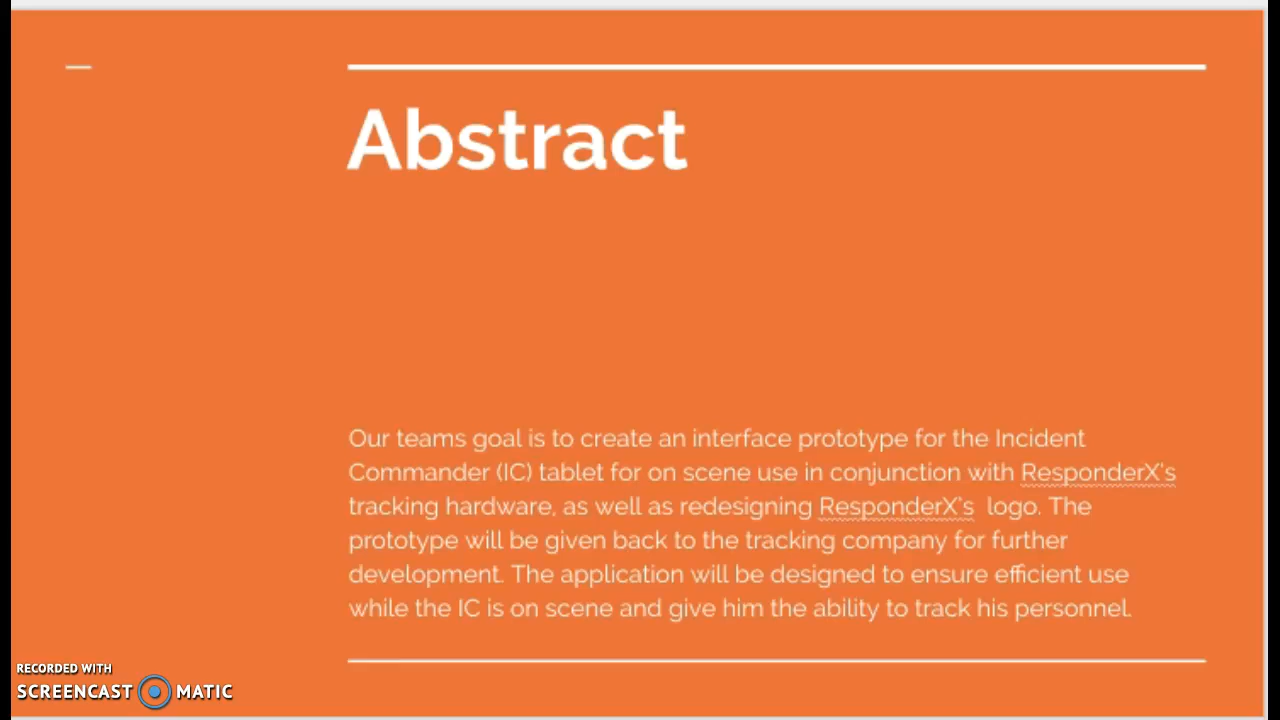 Abstract
Our teams goal is to create an interface prototype for the Incident
Commander (IC) tablet for on scene use in conjunction with ResponderX's
tracking hardware, as well as redesigning ResponderX's  logo. The
prototype will be given back to the tracking company for further
development. The application will be designed to ensure efficient use
while the IC is on scene and give him the ability to track his personnel.
RECORDED WITH
SCREENCAST MATIC